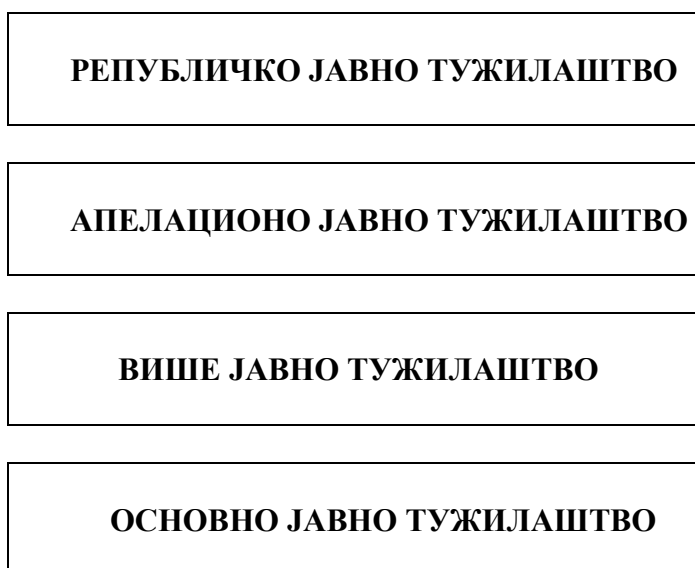 РЕПУБЛИЧКО ЈАВНО ТУЖИЛАШТВО
АПЕЛАЦИОНО ЈАВНО ТУЖИЛАШТВО
ВИШЕ ЈАВНО ТУЖИЛАШТВО
ОСНОВНО ЈАВНО ТУЖИЛАШТВО